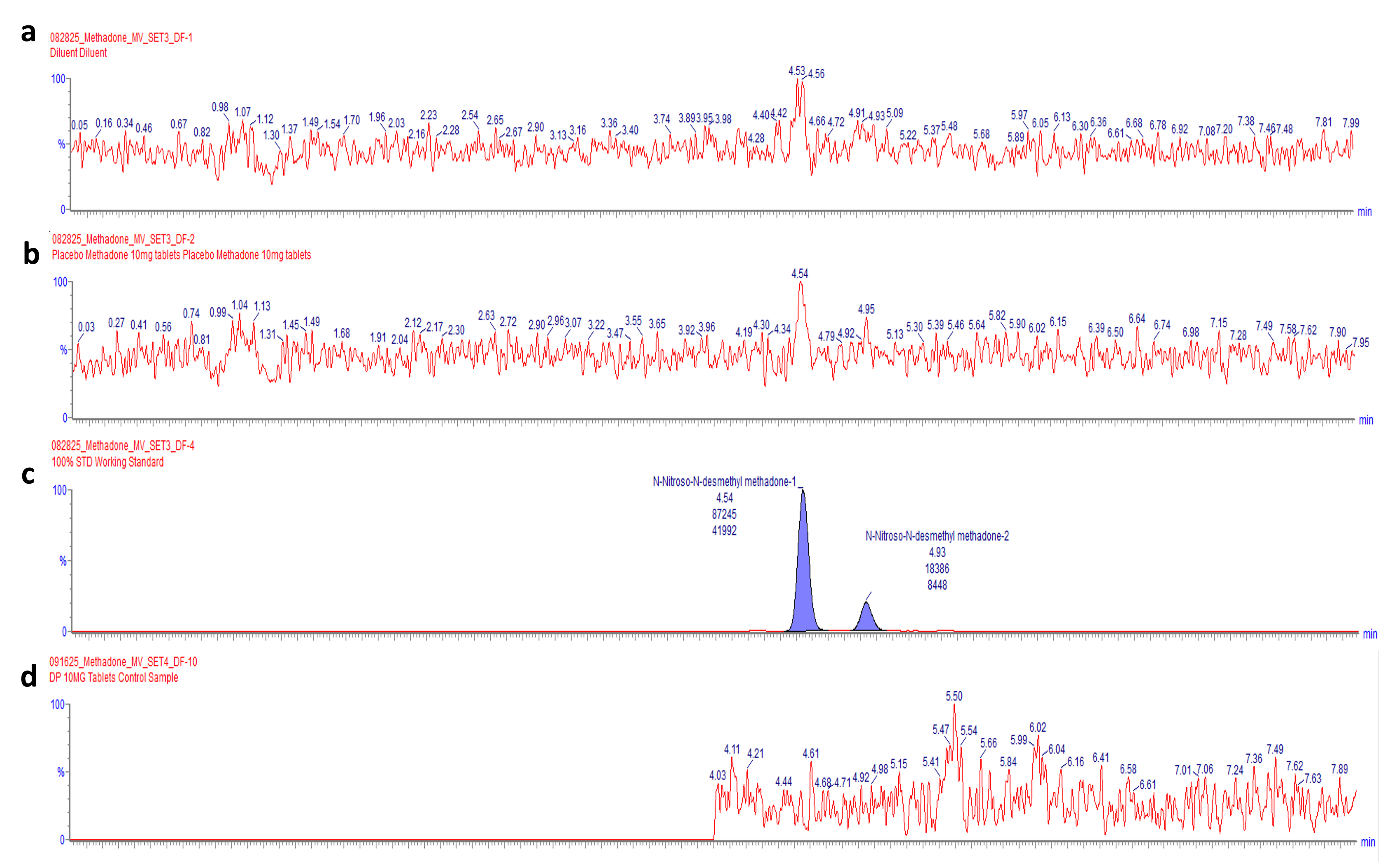 a
082825_Methadone_MV_SET3_DF-1
Diluent Diluent
100
%
0
0.05 0.16 0.34 0.46 0.67 0.82 0.98 1.07 1.12 1.30 1.37 1.49 1.54 1.70 1.96 2.03 2.16 2.23 2.28 2.54 2.65 2.67 2.90 3.13 3.16 3.36 3.40 3.74 3.89 3.95 3.98 4.28 4.40 4.42 4.53 4.56 4.66 4.72 4.91 4.93 5.09 5.22 5.37 5.48 5.68 5.89 5.97 6.05 6.13 6.30 6.36 6.61 6.68 6.78 6.92 7.08 7.20 7.38 7.46 7.48 7.81 7.99
min
b
082825_Methadone_MV_SET3_DF-2
Placebo Methadone 10mg tablets Placebo Methadone 10mg tablets
100
%
0
0.03 0.27 0.41 0.56 0.74 0.81 0.99 1.04 1.13 1.31 1.45 1.49 1.68 1.91 2.04 2.12 2.17 2.30 2.63 2.72 2.90 2.96 3.07 3.22 3.47 3.55 3.65 3.92 3.96 4.19 4.30 4.34 4.54 4.79 4.92 4.95 5.13 5.30 5.39 5.46 5.64 5.82 5.90 6.02 6.15 6.39 6.50 6.64 6.74 6.98 7.15 7.28 7.49 7.58 7.62 7.90 7.95
min
c
082825_Methadone_MV_SET3_DF-4
100% STD Working Standard
100
%
0
N-Nitroso-N-desmethyl methadone-1
4.54
87245
41992
N-Nitroso-N-desmethyl methadone-2
4.93
18386
8448
min
d
091625_Methadone_MV_SET4_DF-10
DP 10MG Tablets Control Sample
100
%
0
4.03 4.11 4.21 4.44 4.61 4.68 4.71 4.92 4.98 5.15 5.41 5.47 5.50 5.54 5.66 5.84 5.99 6.02 6.04 6.16 6.41 6.58 6.61 7.01 7.06 7.24 7.36 7.49 7.62 7.63 7.89
min